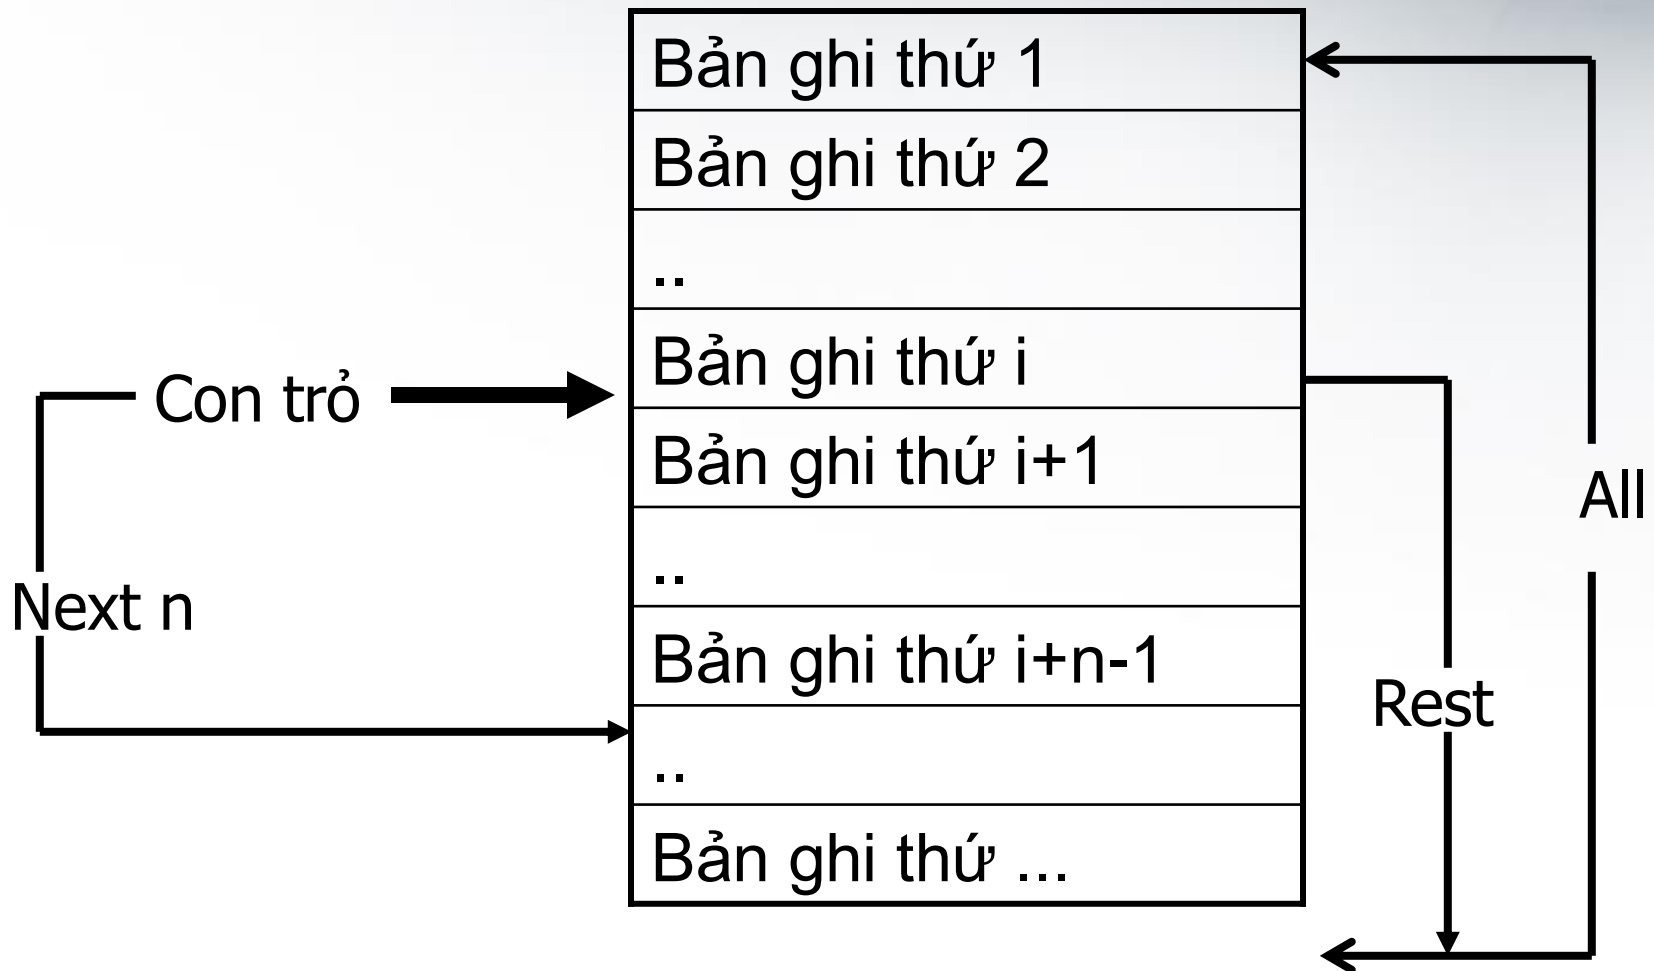 Bản ghi thứ 1
Bản ghi thứ 2
..
Bản ghi thứ i
Con trỏ
Bản ghi thứ i+1
All
..
Next n
Bản ghi thứ i+n-1
Rest
..
Bản ghi thứ ...